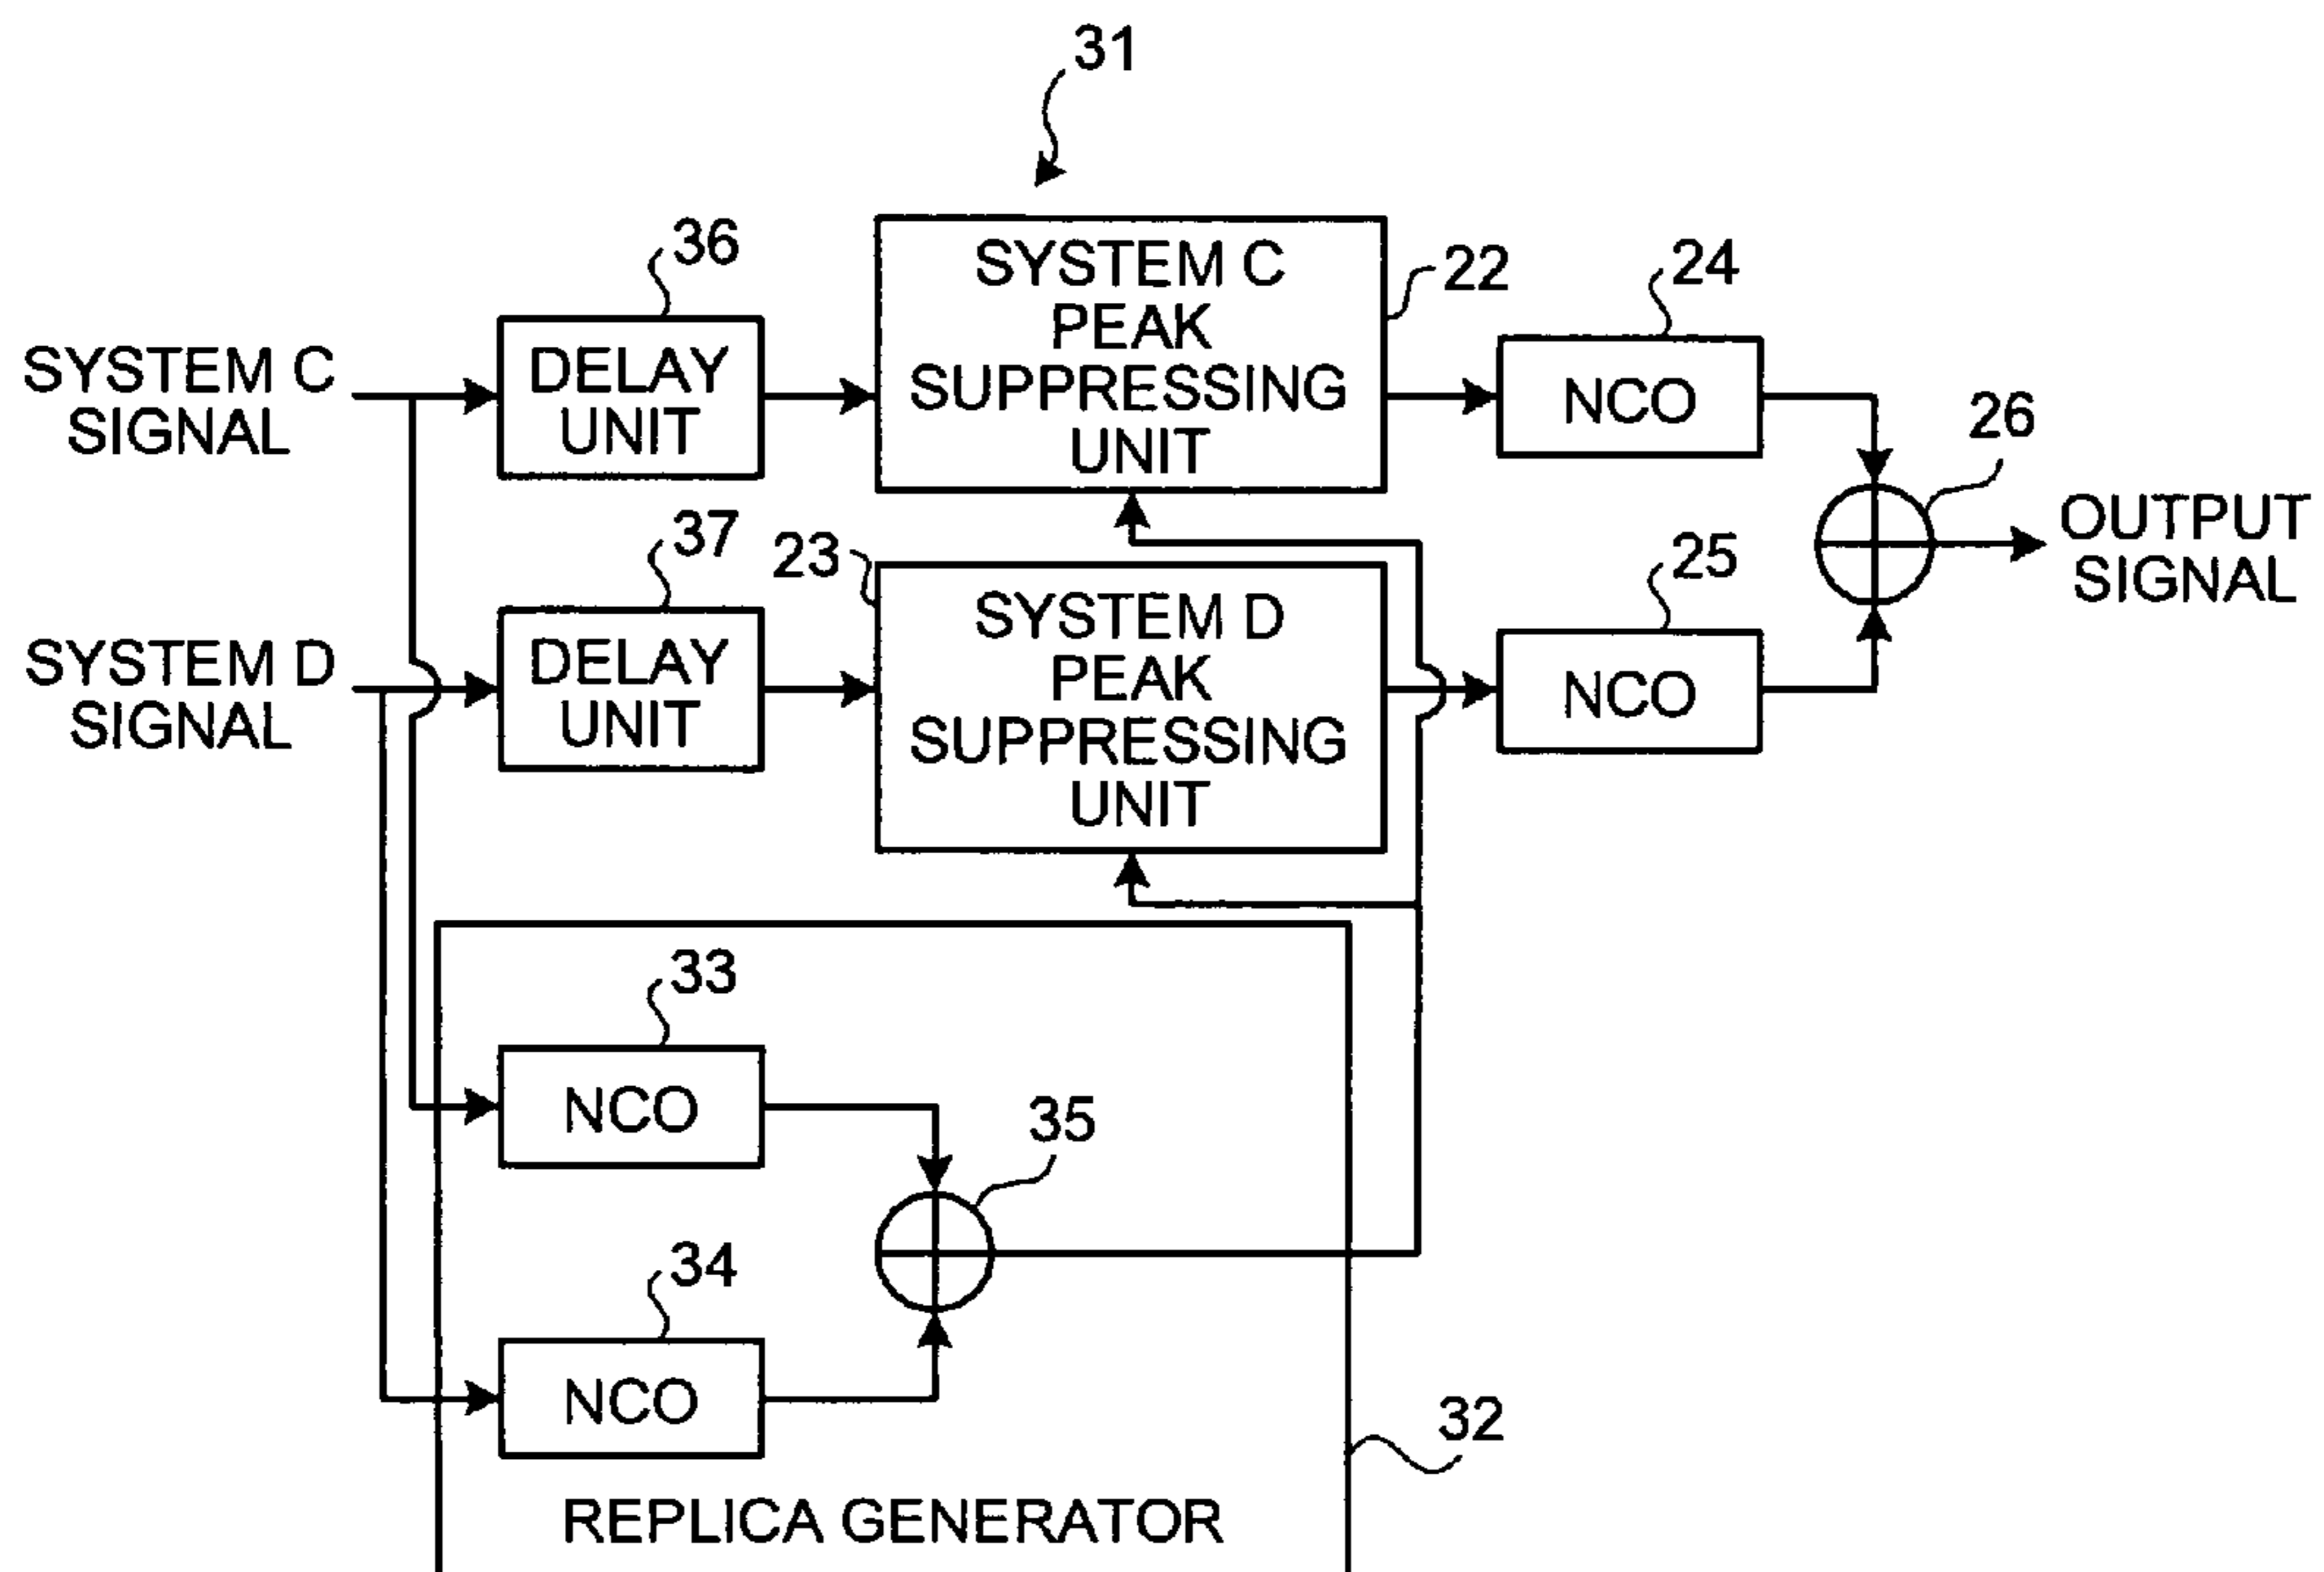 31
36
SYSTEM C
PEAK
SUPPRESSING
UNIT
22
24
SYSTEM C
SIGNAL
DELAY
UNIT
NCO
26
OUTPUT
SIGNAL
37
23
25
SYSTEM D
SIGNAL
DELAY
UNIT
SYSTEM D
PEAK
SUPPRESSING
UNIT
NCO
33
NCO
35
34
NCO
32
REPLICA GENERATOR